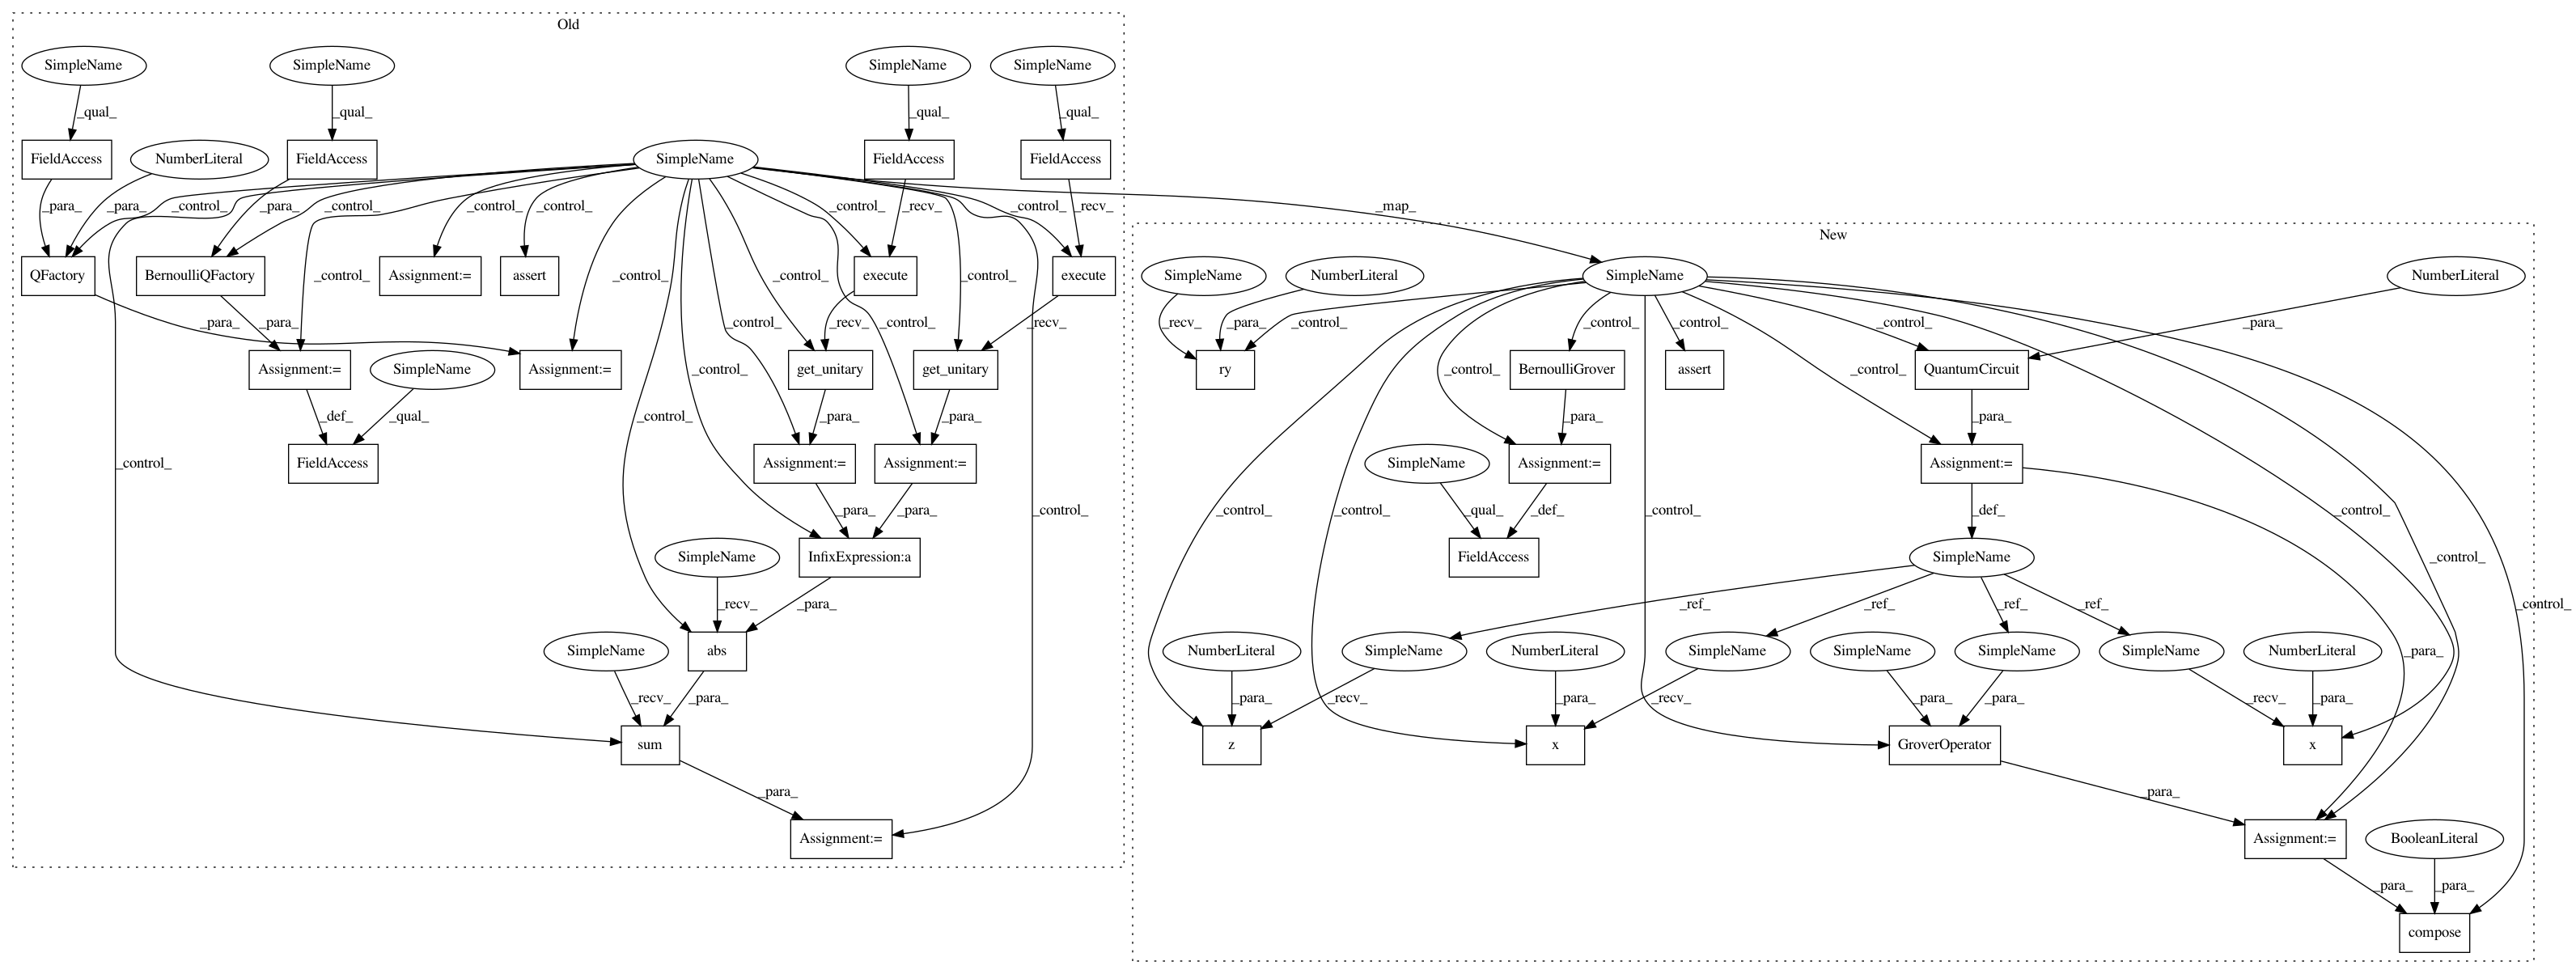 Old
SimpleName
SimpleName
SimpleName
SimpleName
_qual_
_qual_
_qual_
_qual_
FieldAccess
NumberLiteral
FieldAccess
SimpleName
FieldAccess
FieldAccess
_para_
_para_
_control_
_para_
_control_
_control_
_control_
_control_
_recv_
_control_
_recv_
_map_
New
QFactory
BernoulliQFactory
_control_
Assignment:=
assert
_control_
_control_
execute
_control_
execute
SimpleName
NumberLiteral
SimpleName
NumberLiteral
_para_
_para_
_control_
_control_
_recv_
_recv_
_recv_
_para_
_control_
_control_
_control_
_control_
_para_
Assignment:=
SimpleName
Assignment:=
_control_
get_unitary
get_unitary
ry
BernoulliGrover
assert
QuantumCircuit
_def_
_qual_
_control_
_para_
_para_
_control_
_para_
_control_
_para_
_control_
FieldAccess
Assignment:=
Assignment:=
SimpleName
Assignment:=
Assignment:=
_control_
_para_
_para_
_control_
_control_
_control_
_qual_
_def_
_control_
_def_
_control_
SimpleName
InfixExpression:a
FieldAccess
SimpleName
_control_
_recv_
_para_
_ref_
_ref_
_ref_
_ref_
_control_
SimpleName
abs
NumberLiteral
SimpleName
NumberLiteral
SimpleName
SimpleName
SimpleName
SimpleName
NumberLiteral
_para_
_recv_
_para_
_para_
_recv_
_para_
_recv_
_para_
_para_
_recv_
_para_
sum
z
x
GroverOperator
x
_para_
_para_
Assignment:=
Assignment:=
BooleanLiteral
_para_
_para_
compose